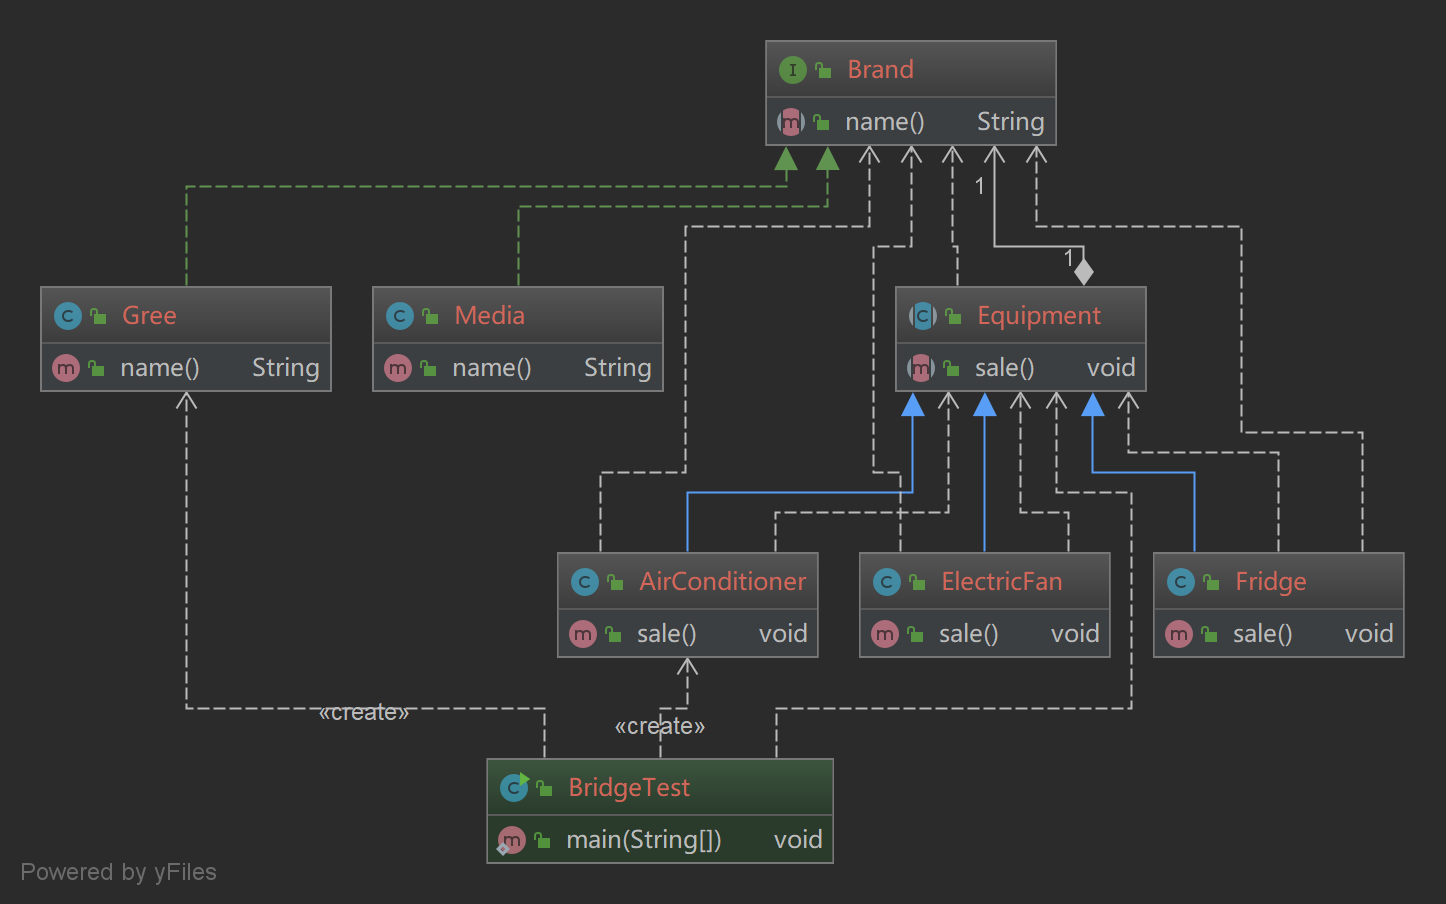 I Brand
m name() String
1
1
C Gree
m name() String
C Media
m name() String
C Equipment
m sale() void
C AirConditioner
m sale() void
C ElectricFan
m sale() void
C Fridge
m sale() void
«create»
«create»
C BridgeTest
m main(String[]) void
Powered by yFiles